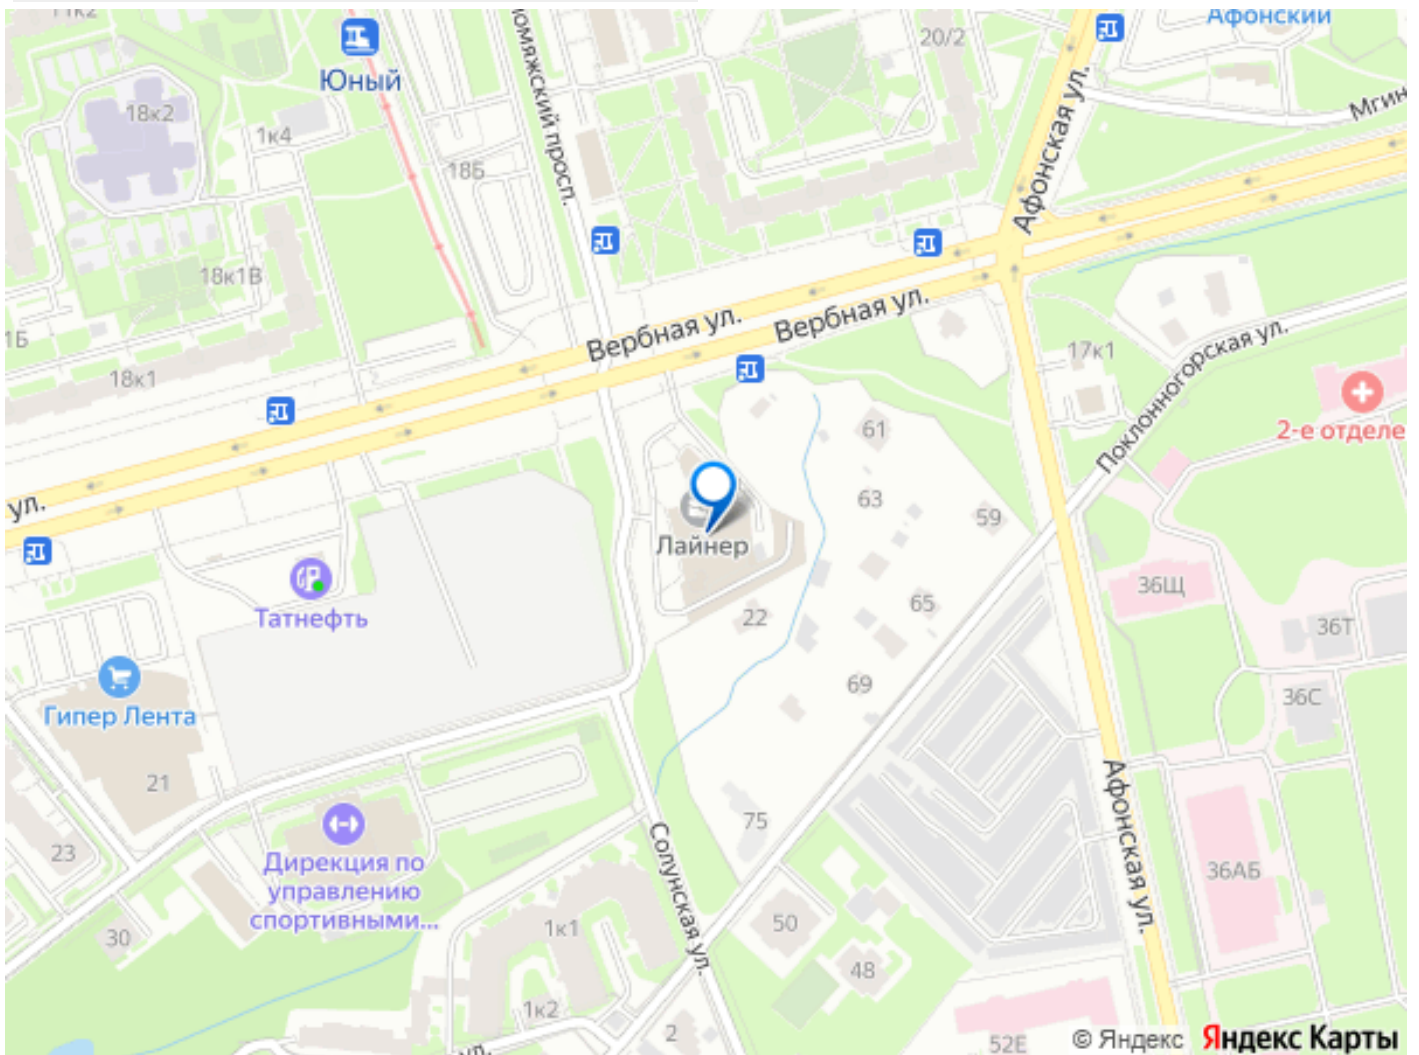 11к2
Юный
18к2
1к4
18Б
20/2
Афонский
Афонская ул.
18к1В
1Б
18к1
Вербная ул.
Вербная ул.
17к1
Поклонногорская ул.
2-е отделе
ул.
61
63
59
Лайнер
Татнефть
22
65
36Щ
36Т
69
36С
Гипер Лента
21
75
Афонская ул.
23
Дирекция по
управлению
спортивными...
Солунская ул.
36АБ
30
1к1
50
48
1к2
2
ул.
52Е
© Яндекс
Яндекс Карты